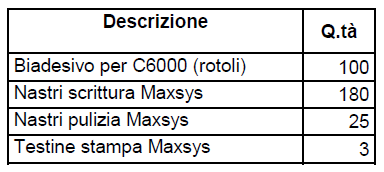 Descrizione Q.tà
Biadesivo per C6000 (rotoli) 100
Nastri scrittura Maxsys 180
Nastri pulizia Maxsys 25
Testine stampa Maxsys 3